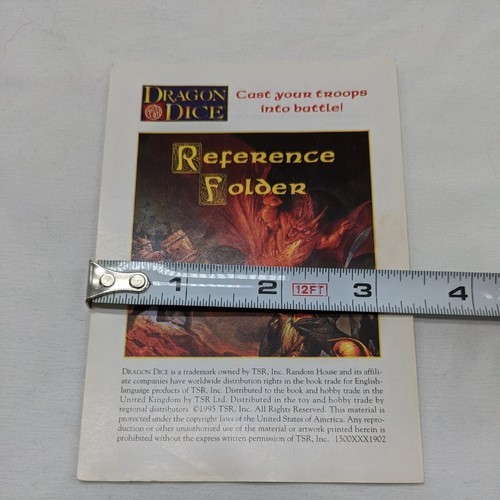 DRAGON
DICE
Cast your troops
into battle!
Reference
Folder
1 2 12FT 3 4
DRAGON DICE is a trademark owned by TSR, Inc. Random House and its affili-
ate companies have worldwide distribution rights in the book trade for English-
language products of TSR, Inc. Distributed to the book and hobby trade in the
United Kingdom by TSR Ltd. Distributed in the toy and hobby trade by
regional distributors ©1995 TSR, Inc. All Rights Reserved. This material is
protected under the copyright laws of the United States of America. Any repro-
duction or other unauthorized use of the material or artwork printed herein is
prohibited without the express written permission of TSR, Inc. 1500XXX1902